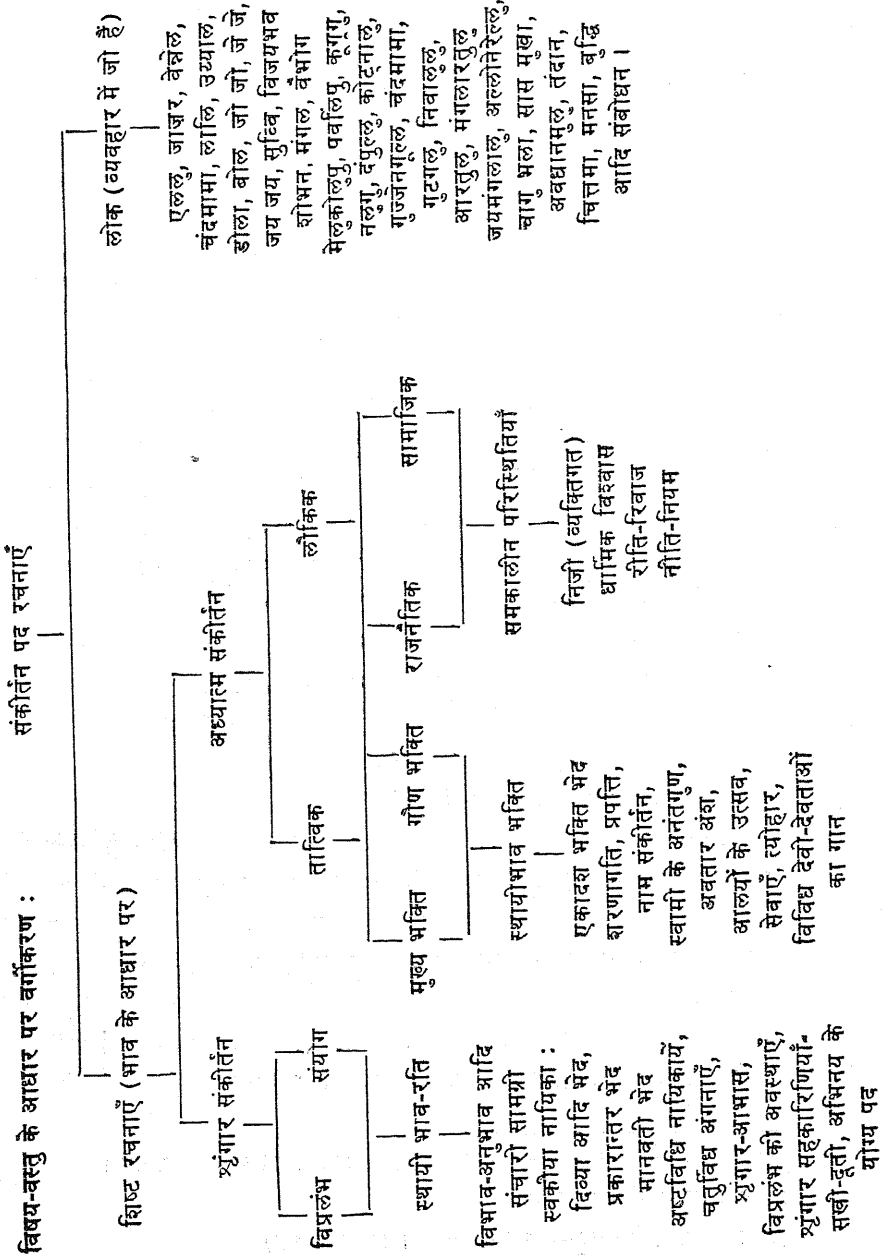 विषय-वस्तु के आधार पर वर्गीकरण :
संकीर्तन पद रचनाएँ
शिष्ट रचनाएँ (भाव के आधार पर)
लोक (व्यवहार में जो हैं)
श्रृंगार संकीर्तन
अध्यात्म संकीर्तन
विप्रलंभ
संयोग
तात्विक
लौकिक
मुख्य भक्ति
गौण भक्ति
राजनैतिक
सामाजिक
स्थायी भाव-रति
विभाव-अनुभाव आदि
संचारी सामग्री
स्वकीया नायिका :
दिव्या आदि भेद,
प्रकारान्तर भेद
मानवती भेद
अष्टविधि नायिकायें,
चतुर्विध अंगनाएँ,
श्रृंगार-आभास,
विप्रलंभ की अवस्थाएँ,
श्रृंगार सहकारिणियाँ-
सखी-दूती, अभिनय के
योग्य पद
स्थायीभाव भक्ति
एकादश भक्ति भेद
शरणागति, प्रपत्ति,
नाम संकीर्तन,
स्वामी के अनंतगुण,
अवतार अंश,
आलयों के उत्सव,
सेवाएँ, त्योहार,
विविध देवी-देवताओं
का गान
समकालीन परिस्थितियाँ
निजी (व्यक्तिगत)
धार्मिक विश्वास
रीति-रिवाज
नीति-नियम
एललु, जाजर, वेन्नेल,
चंदमामा, लालि, उय्याल,
डोला, बोल, जो जो, जे जे,
जय जय, सुव्वि, विजयभव
शोभन, मंगल, वैभोग
मेलुकोलुपु, पवलिपु, कूगूगु,
नलुगु, दंपुल्लु, कोट्नालु,
गुज्जेनगूल्ल, चंदमामा,
गुटगलु, निवालुलु,
आरतुलु, मंगलारतुलु
जयमंगलालु, अल्लोनेरेल्लु,
चागु भला, सास मुखा,
अवधानमुलु, तंदान,
चित्तमा, मनसा, बुद्धि
आदि संबोधन ।